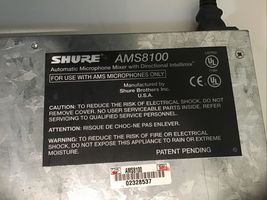 SHURE AMS8100
Automatic Microphone Mixer with Directional Intellimix
FOR USE WITH AMS MICROPHONES ONLY
Manufactured by
Shure Brothers Inc.
U.S.A.
LISTED
UL
CAUTION: TO REDUCE THE RISK OF ELECTRICAL SHOCK, DO NOT
REMOVE COVER. NO USER SERVICEABLE PARTS INSIDE. REFER
SERVICING TO QUALIFIED SERVICE PERSONNEL.
ATTENTION: RISQUE DE CHOC-NE PAS ENLEVER.
WARNING: TO REDUCE THE RISK OF FIRE OR ELECTRICAL
SHOCK, DO NOT EXPOSE THIS APPLIANCE TO RAIN OR MOISTURE.
PATENT PENDING
AMS8100
02328537